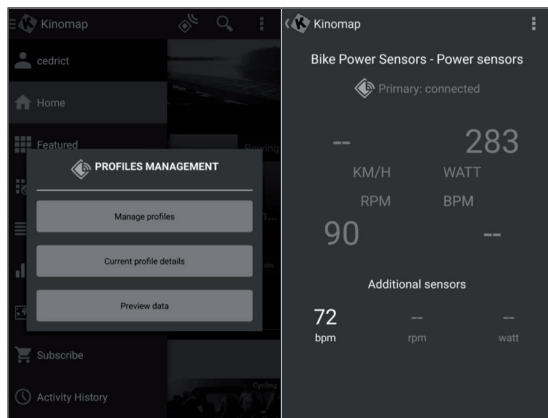 Kinomap
cedrict
Home
Featured
Rowing
PROFILES MANAGEMENT
Manage profiles
Current profile details
Preview data
Subscribe
Activity History
Cycling
Kinomap
Bike Power Sensors - Power sensors
Primary: connected
-- 283
KM/H WATT
RPM BPM
90 --
Additional sensors
72 -- --
bpm rpm watt